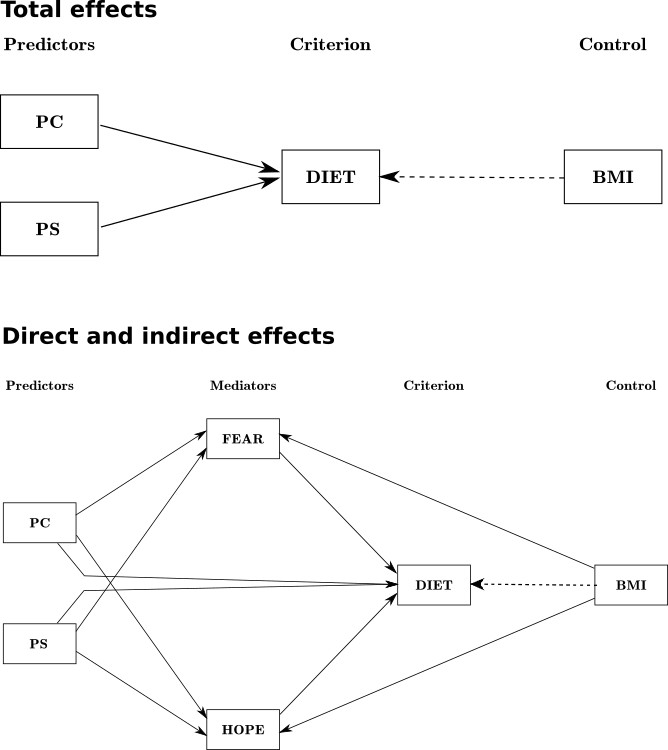 Total effects
Predictors Criterion Control
PC
DIET BMI
PS
Direct and indirect effects
Predictors Mediators Criterion Control
FEAR
PC
DIET BMI
PS
HOPE